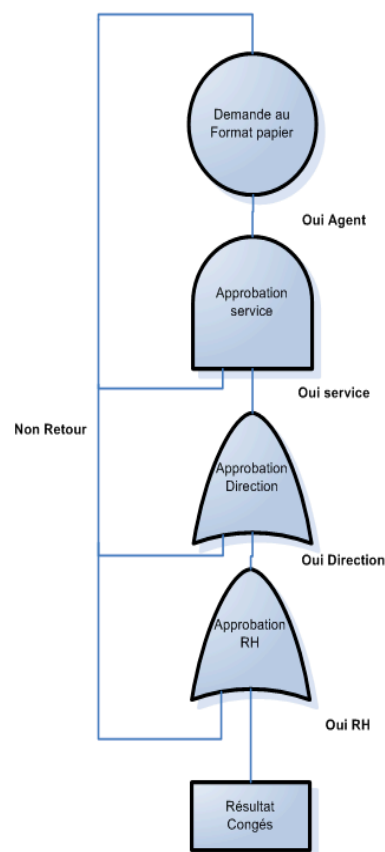 Demande au
Format papier
Oui Agent
Approbation
service
Oui service
Non Retour
Approbation
Direction
Oui Direction
Approbation
RH
Oui RH
Résultat
Congés